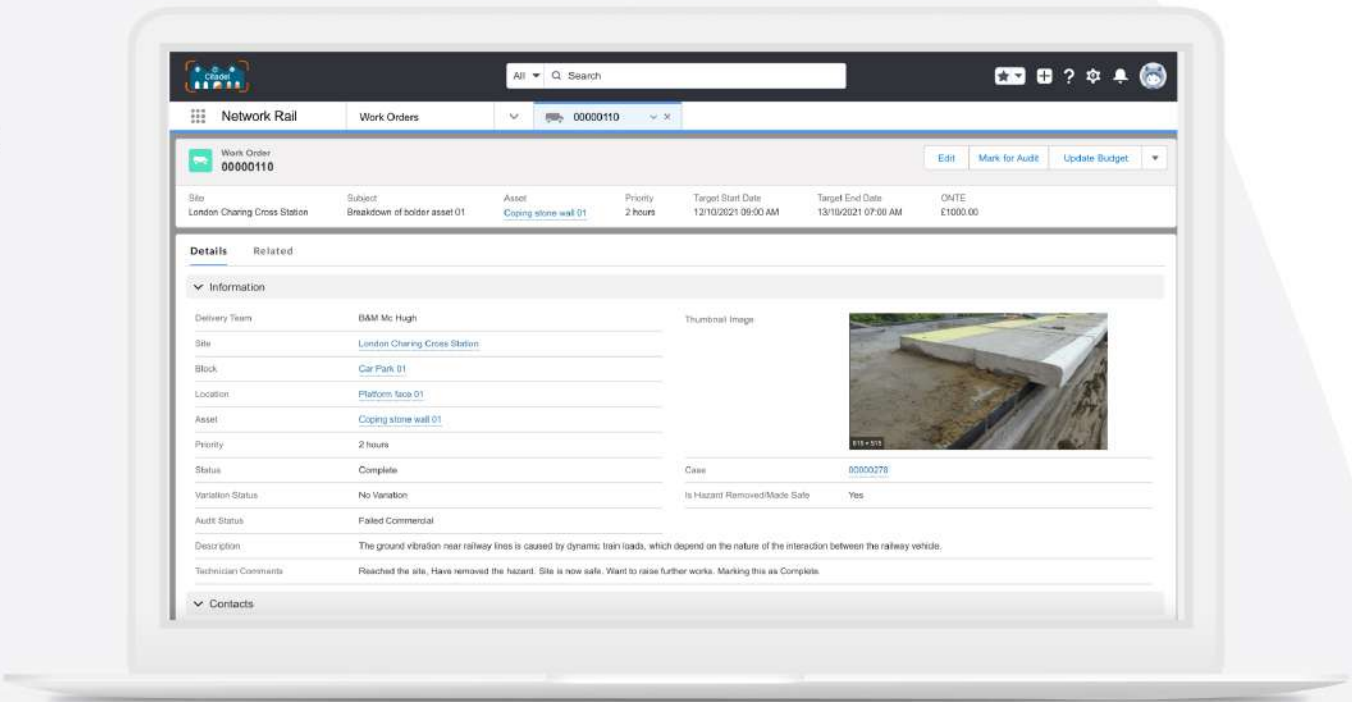 Citadel
All Search
Network Rail Work Orders 00000110
Work Order
00000110
Edit Mark for Audit Update Budget
Site Subject Asset Priority Target Start Date Target End Date ONTE
London Charing Cross Station Breakdown of bolder asset 01 Coping stone wall 01 2 hours 12/10/2021 09:00 AM 13/10/2021 07:00 AM £1000.00
Details Related
Information
Delivery Team B&M Mc Hugh Thumbnail Image
Site London Charing Cross Station
Block Car Park 01
Location Platform face 01
Asset Coping stone wall 01
Priority 2 hours
515 × 515
Status Complete Case 00000278
Variation Status No Variation Is Hazard Removed/Made Safe Yes
Audit Status Failed Commercial
Description The ground vibration near railway lines is caused by dynamic train loads, which depend on the nature of the interaction between the railway vehicle.
Technician Comments Reached the site, Have removed the hazard. Site is now safe. Want to raise further works. Marking this as Complete.
Contacts